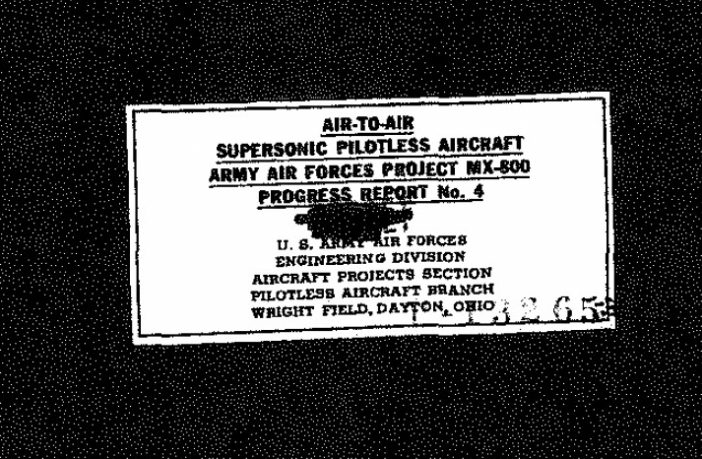 AIR-TO-AIR
SUPERSONIC PILOTLESS AIRCRAFT
ARMY AIR FORCES PROJECT MX-800
PROGRESS REPORT No. 4
U. S. ARMY AIR FORCES
ENGINEERING DIVISION
AIRCRAFT PROJECTS SECTION
PILOTLESS AIRCRAFT BRANCH
WRIGHT FIELD, DAYTON, OHIO